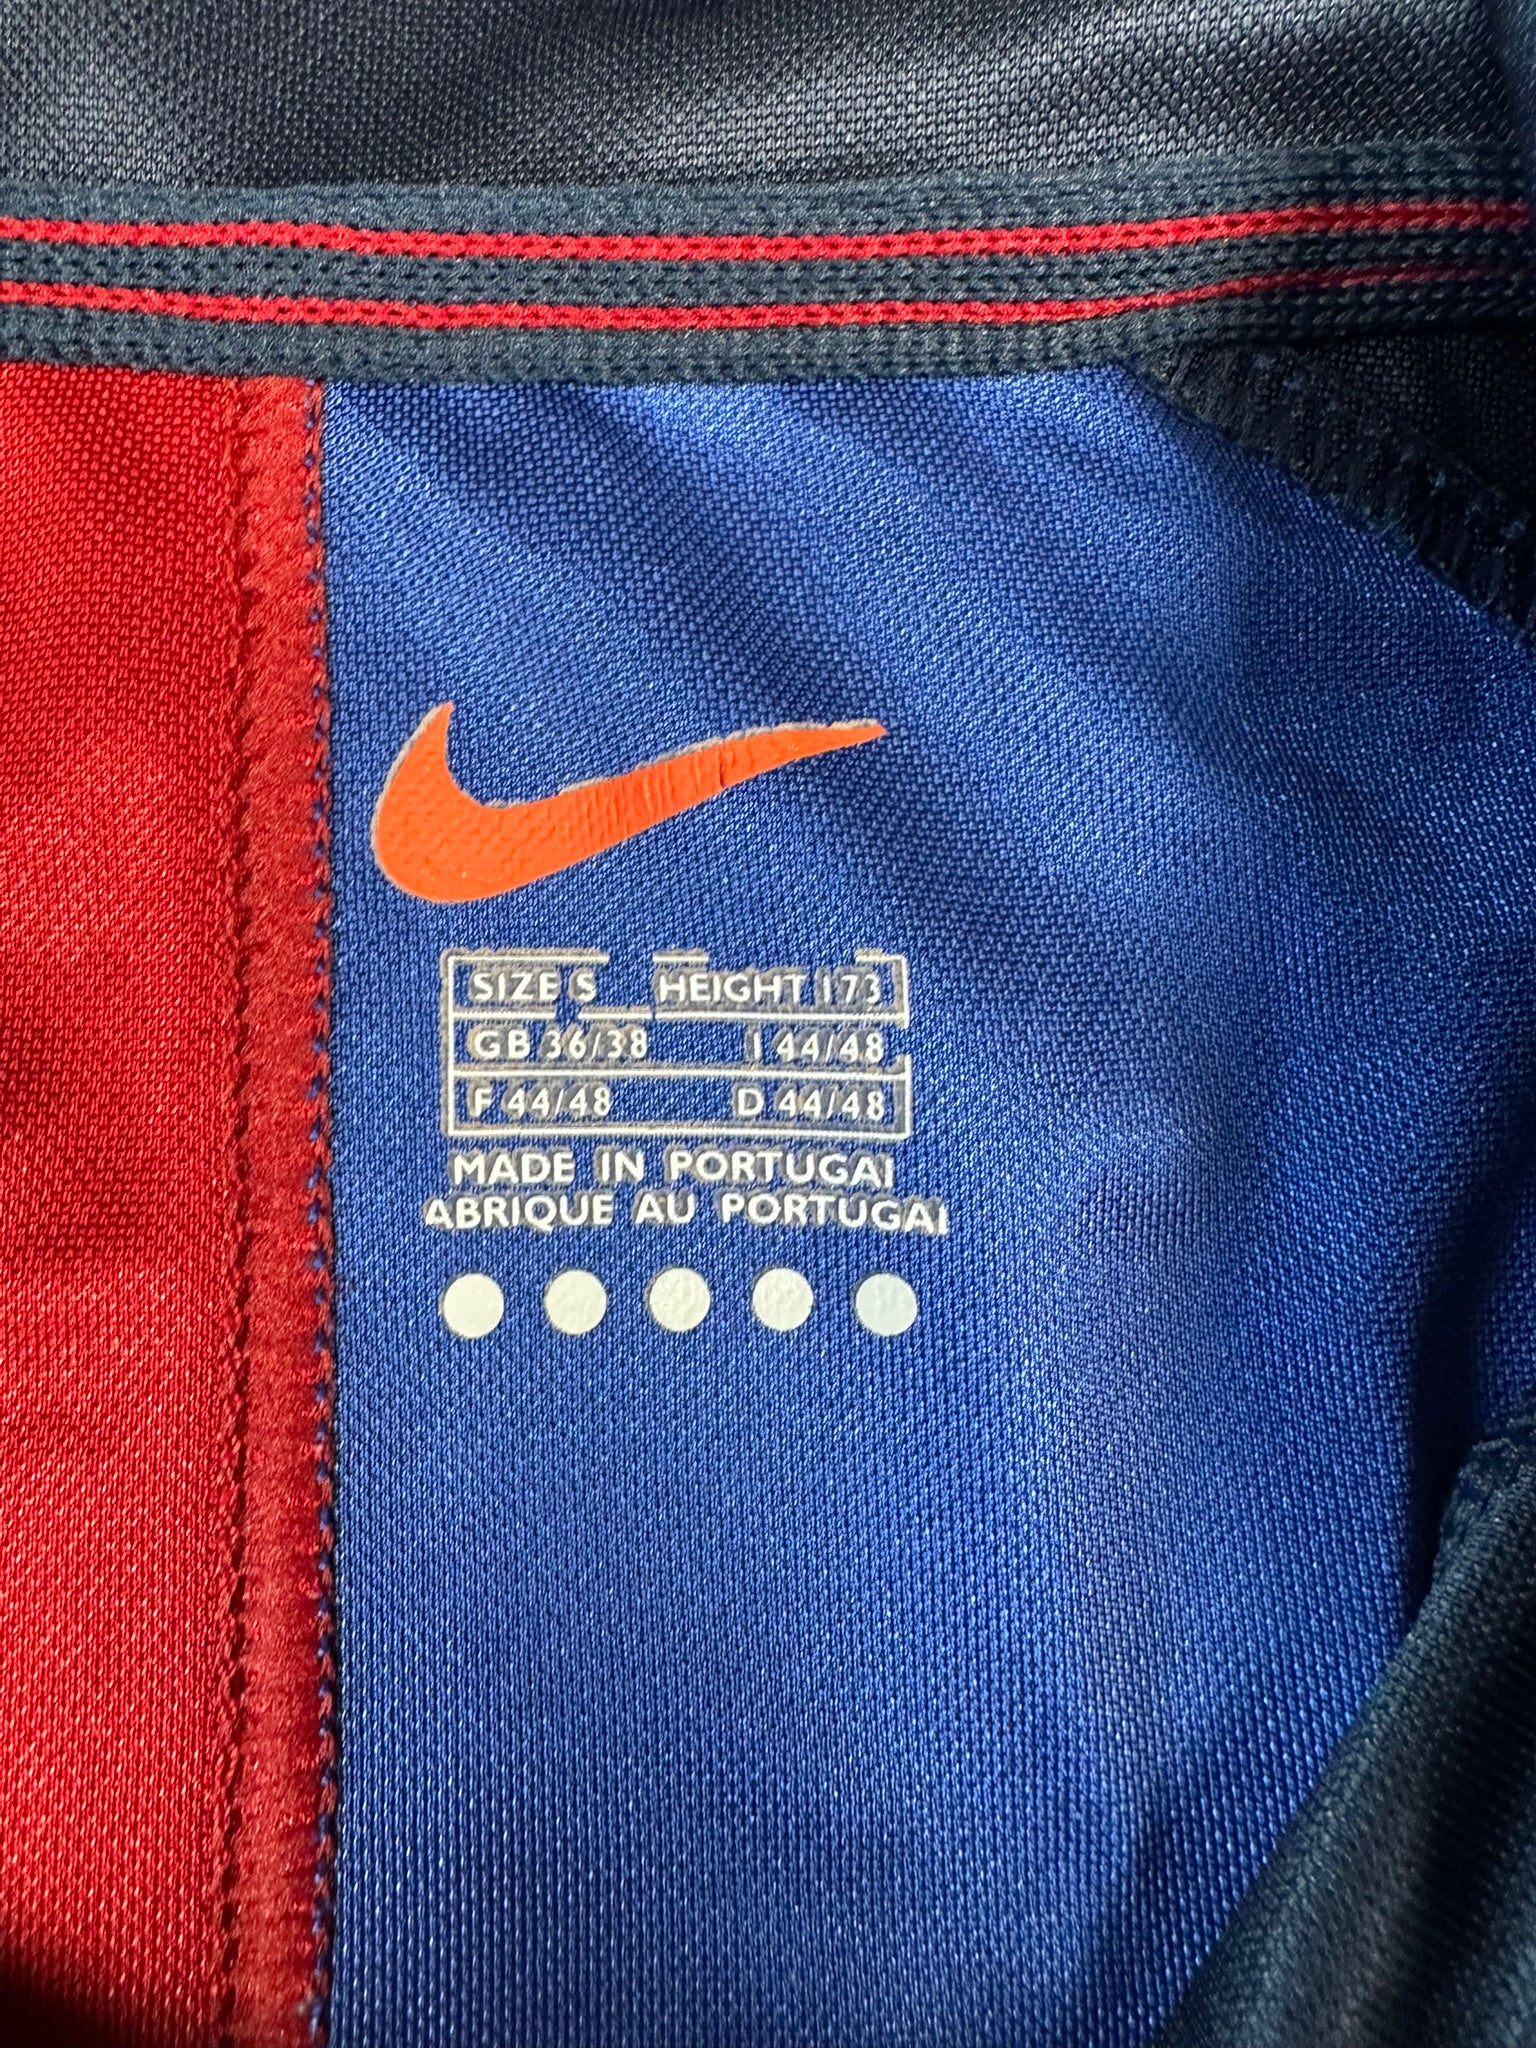 SIZE S HEIGHT 173
GB 36/38 I 44/48
F 44/48 D 44/48
MADE IN PORTUGAL
ABRIQUE AU PORTUGAL